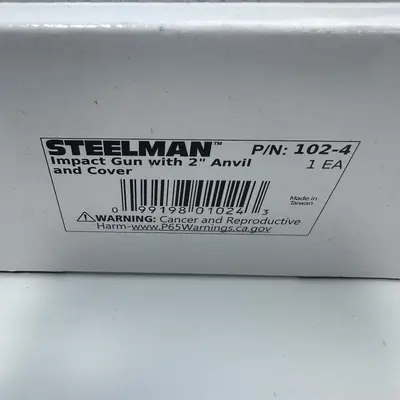 STEELMAN™ P/N: 102-4
Impact Gun with 2" Anvil 1 EA
and Cover
Made in
Taiwan
0 99198 01024 3
⚠WARNING: Cancer and Reproductive
Harm-www.P65Warnings.ca.gov